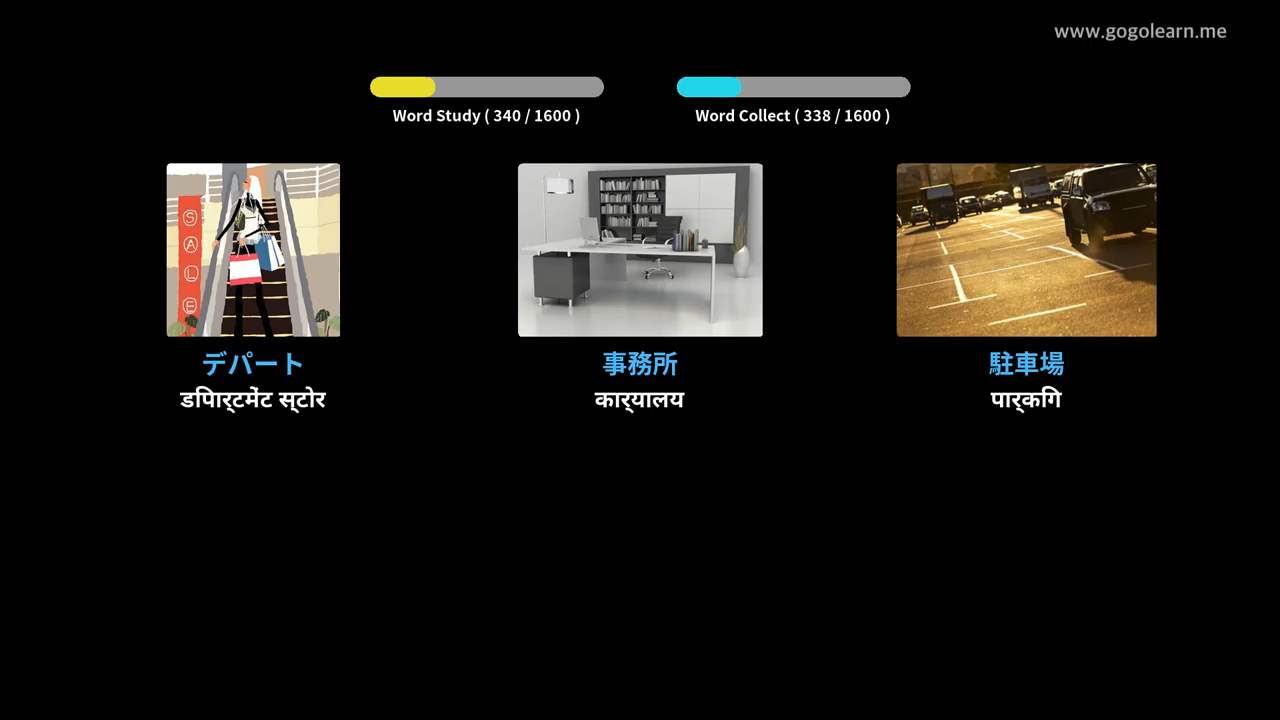 www.gogolearn.me
Word Study ( 340 / 1600 )
Word Collect ( 338 / 1600 )
S
A
L
E
デパート
事務所
駐車場
डिपार्टमेंट स्टोर
कार्यालय
पार्किंग